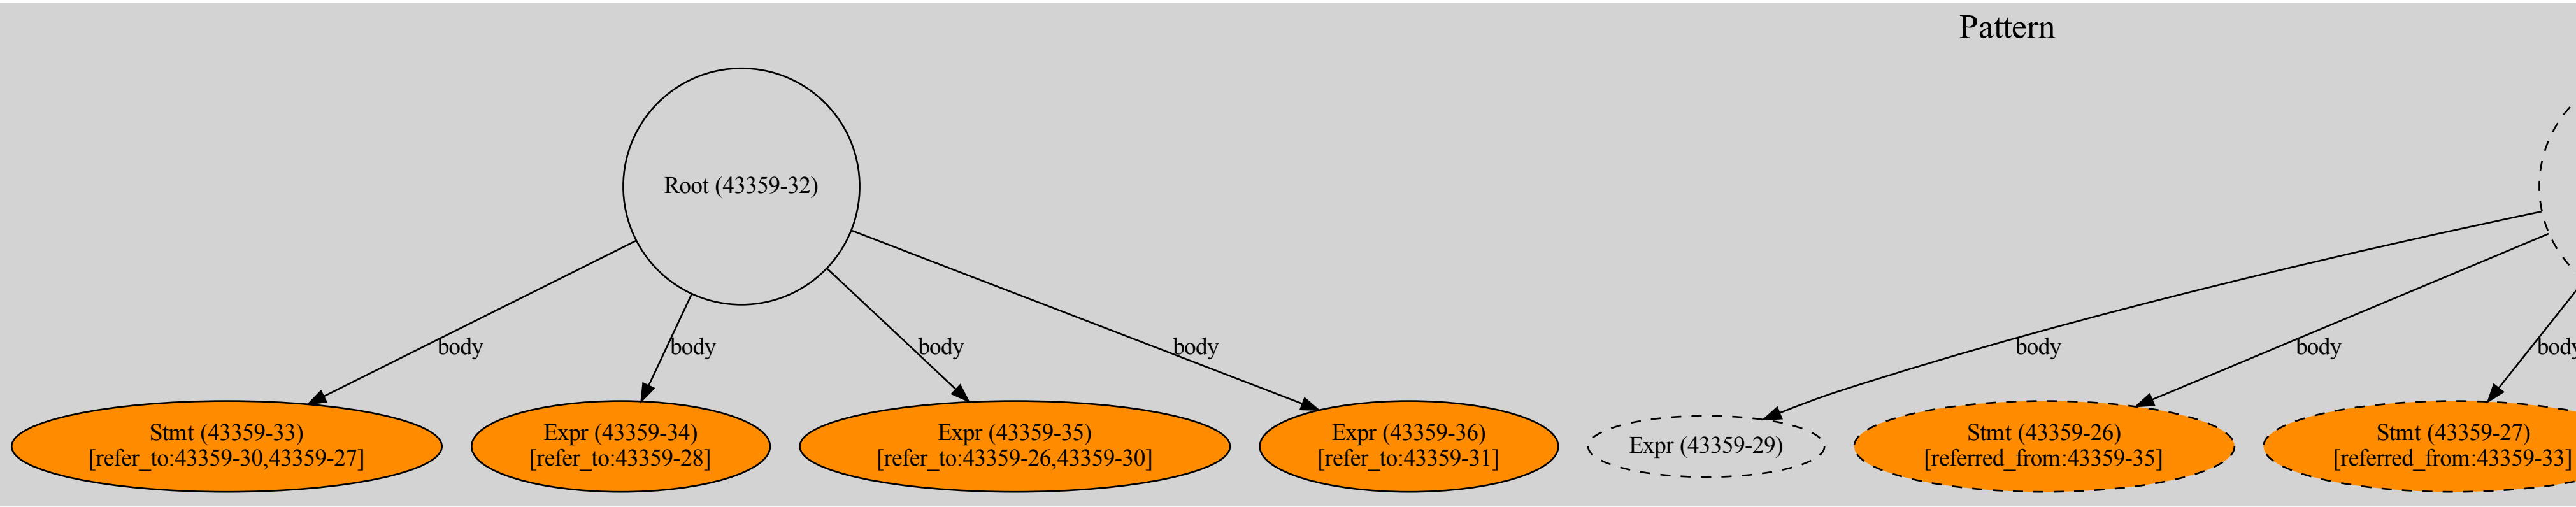 Pattern
Root (43359-32)
body
body
body
body
body
body
Stmt (43359-33)
[refer_to:43359-30,43359-27]
Expr (43359-34)
[refer_to:43359-28]
Expr (43359-35)
[refer_to:43359-26,43359-30]
Expr (43359-36)
[refer_to:43359-31]
Expr (43359-29)
Stmt (43359-26)
[referred_from:43359-35]
Stmt (43359-27)
[referred_from:43359-33]